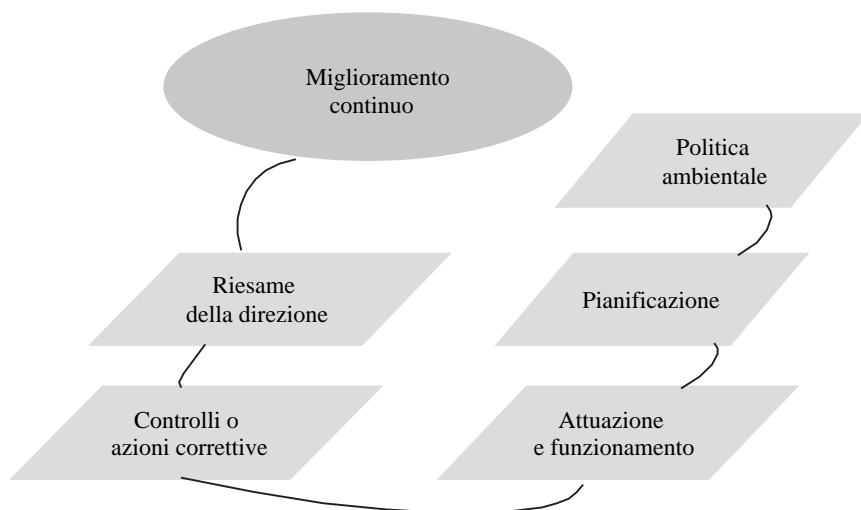 Miglioramento
continuo
Politica
ambientale
Riesame
della direzione
Pianificazione
Controlli o
azioni correttive
Attuazione
e funzionamento